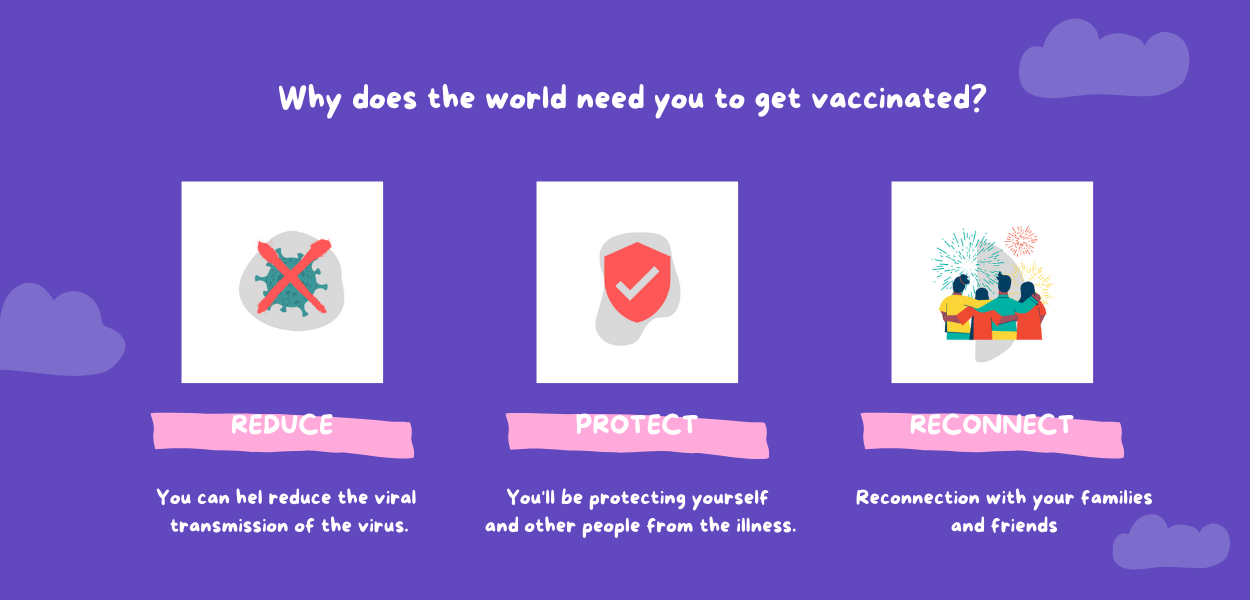 Why does the world need you to get vaccinated?
REDUCE
You can hel reduce the viral
transmission of the virus.
PROTECT
You'll be protecting yourself
and other people from the illness.
RECONNECT
Reconnection with your families
and friends